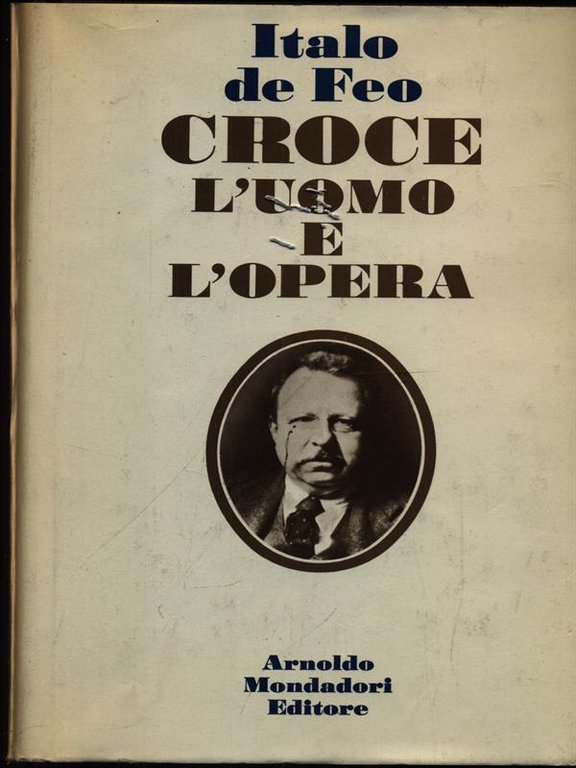 Italo
de Feo
CROCE
L'UOMO
E
L'OPERA
Arnoldo
Mondadori
Editore